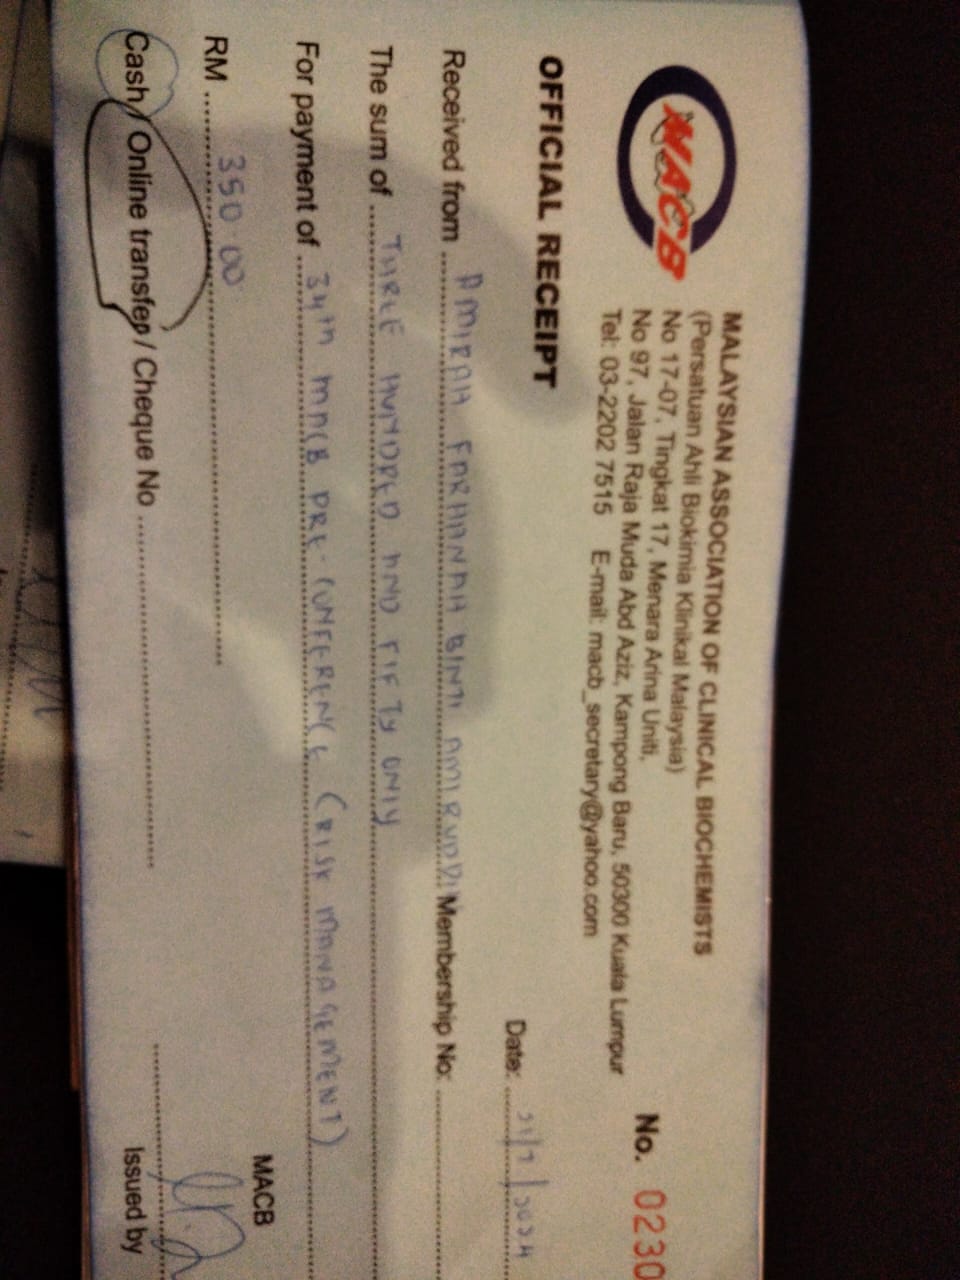 MACB
MALAYSIAN ASSOCIATION OF CLINICAL BIOCHEMISTS
(Persatuan Ahli Biokimia Klinikal Malaysia)
No 17-07, Tingkat 17, Menara Arina Uniti,
No 97, Jalan Raja Muda Abd Aziz, Kampong Baru, 50300 Kuala Lumpur
Tel: 03-2202 7515 E-mail: macb_secretary@yahoo.com
No. 0230
OFFICIAL RECEIPT
Date:
Received from AMIRAH FARHANAH BINTI AMIRUDDIN Membership No:
The sum of THREE HUNDRED AND FIFTY ONLY
For payment of 34th MACB PRE-CONFERENCE (RISK MANAGEMENT)
RM 350.00
MACB
Cash / Online transfer / Cheque No
Issued by